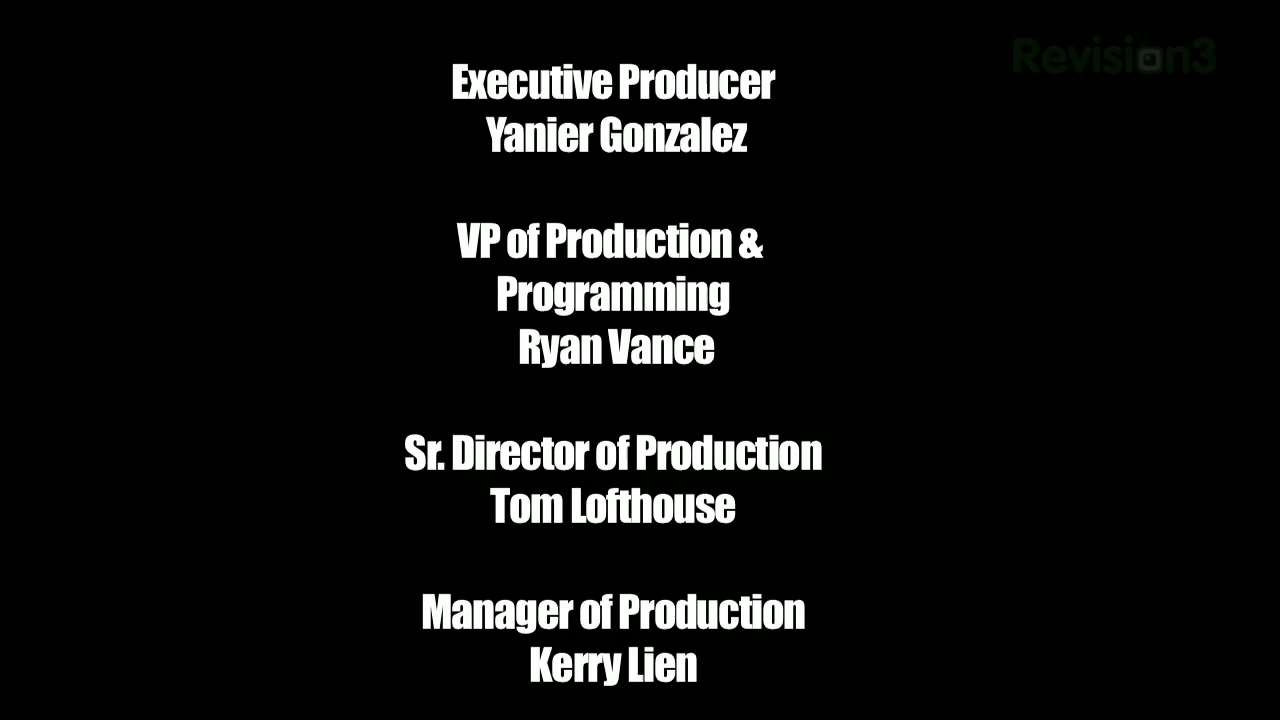 Revision3
Executive Producer
Yanier Gonzalez
VP of Production &
Programming
Ryan Vance
Sr. Director of Production
Tom Lofthouse
Manager of Production
Kerry Lien